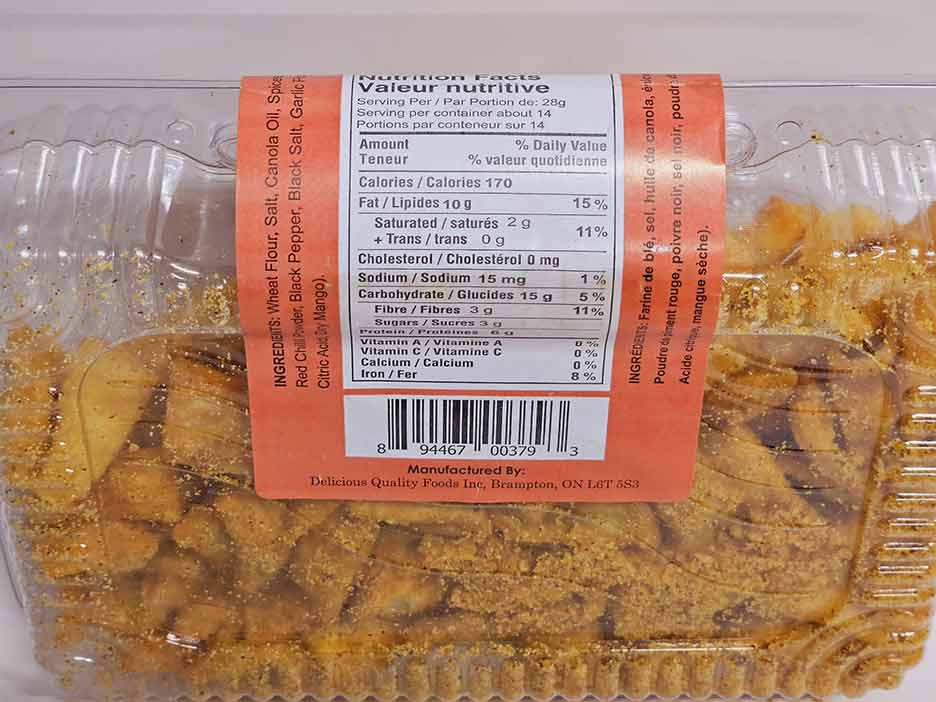 INGREDIENTS: Wheat Flour, Salt, Canola Oil,
Red Chilli Powder, Black Pepper, Black Salt, Garlic
Citric Acid, Dry Mango).
Nutrition Facts
Valeur nutritive
Serving Per / Par Portion de: 28g
Serving per container about 14
Portions par conteneur sur 14
Amount % Daily Value
Teneur % valeur quotidienne
Calories / Calories 170
Fat / Lipides 10 g 15 %
Saturated / saturés 2 g
+ Trans / trans 0 g 11%
Cholesterol / Cholestérol 0 mg
Sodium / Sodium 15 mg 1 %
Carbohydrate / Glucides 15 g 5 %
Fibre / Fibres 3 g 11%
Sugars / Sucres 3 g
Protein / Protéines 6 g
Vitamin A / Vitamine A 0 %
Vitamin C / Vitamine C 0 %
Calcium / Calcium 0 %
Iron / Fer 8 %
8 94467 00379 3
Manufactured By:
Delicious Quality Foods Inc, Brampton, ON L6T 5S3
INGRÉDIENTS: Farine de blé, sel, huile de canola,
Poudre de piment rouge, poivre noir, sel noir,
Acide citrique, mangue sèche).